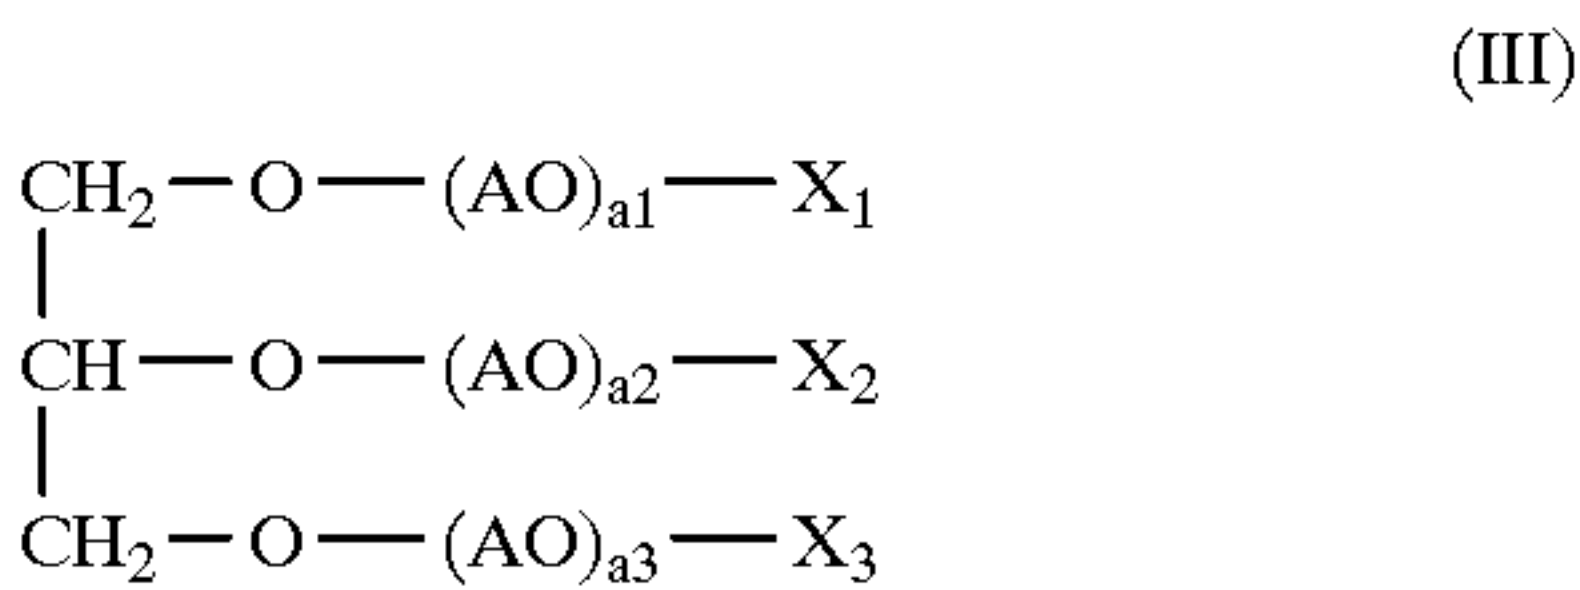 (III)
CH₂—O—(AO)ₐ₁—X₁
CH—O—(AO)ₐ₂—X₂
CH₂—O—(AO)ₐ₃—X₃